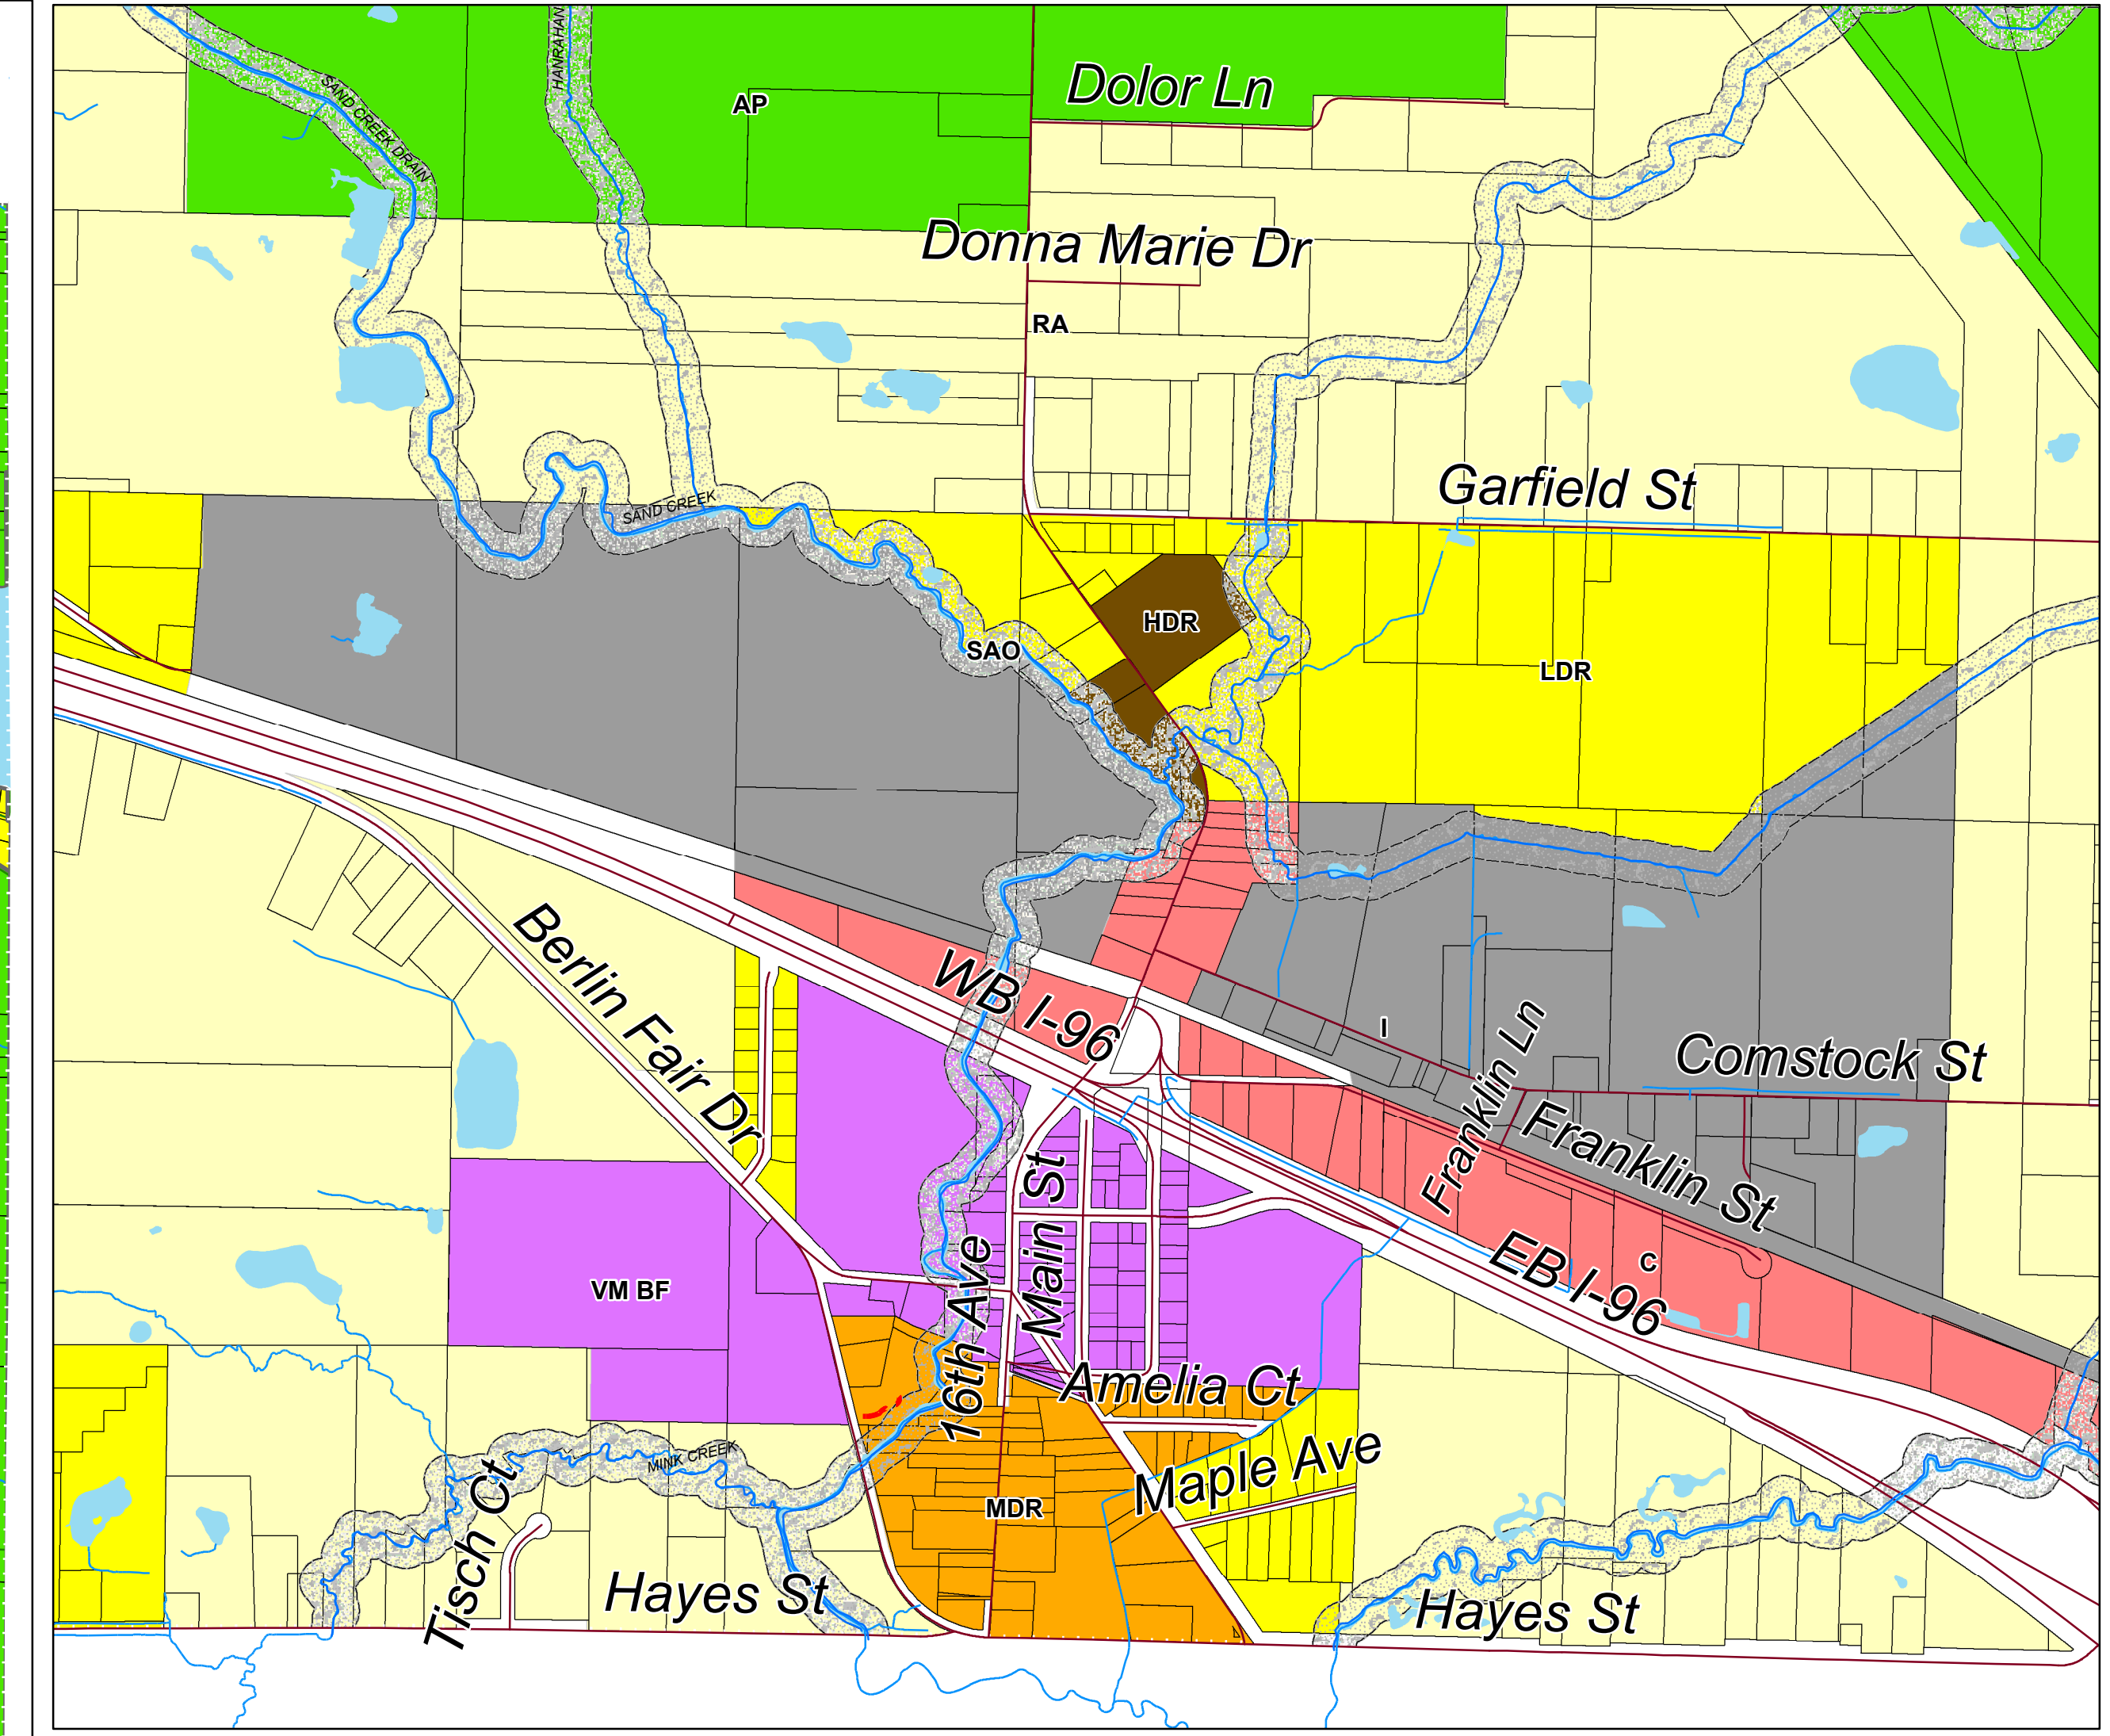 HANRAHAN
Dolor Ln
AP
SAND CREEK DRAIN
Donna Marie Dr
RA
Garfield St
SAND CREEK
HDR
SAO
LDR
Berlin Fair Dr
WB I-96
I
Franklin Ln
Comstock St
Franklin St
Main St
16th Ave
C
EB I-96
VM BF
Amelia Ct
Maple Ave
MINK CREEK
Tisch Ct
MDR
Hayes St
Hayes St